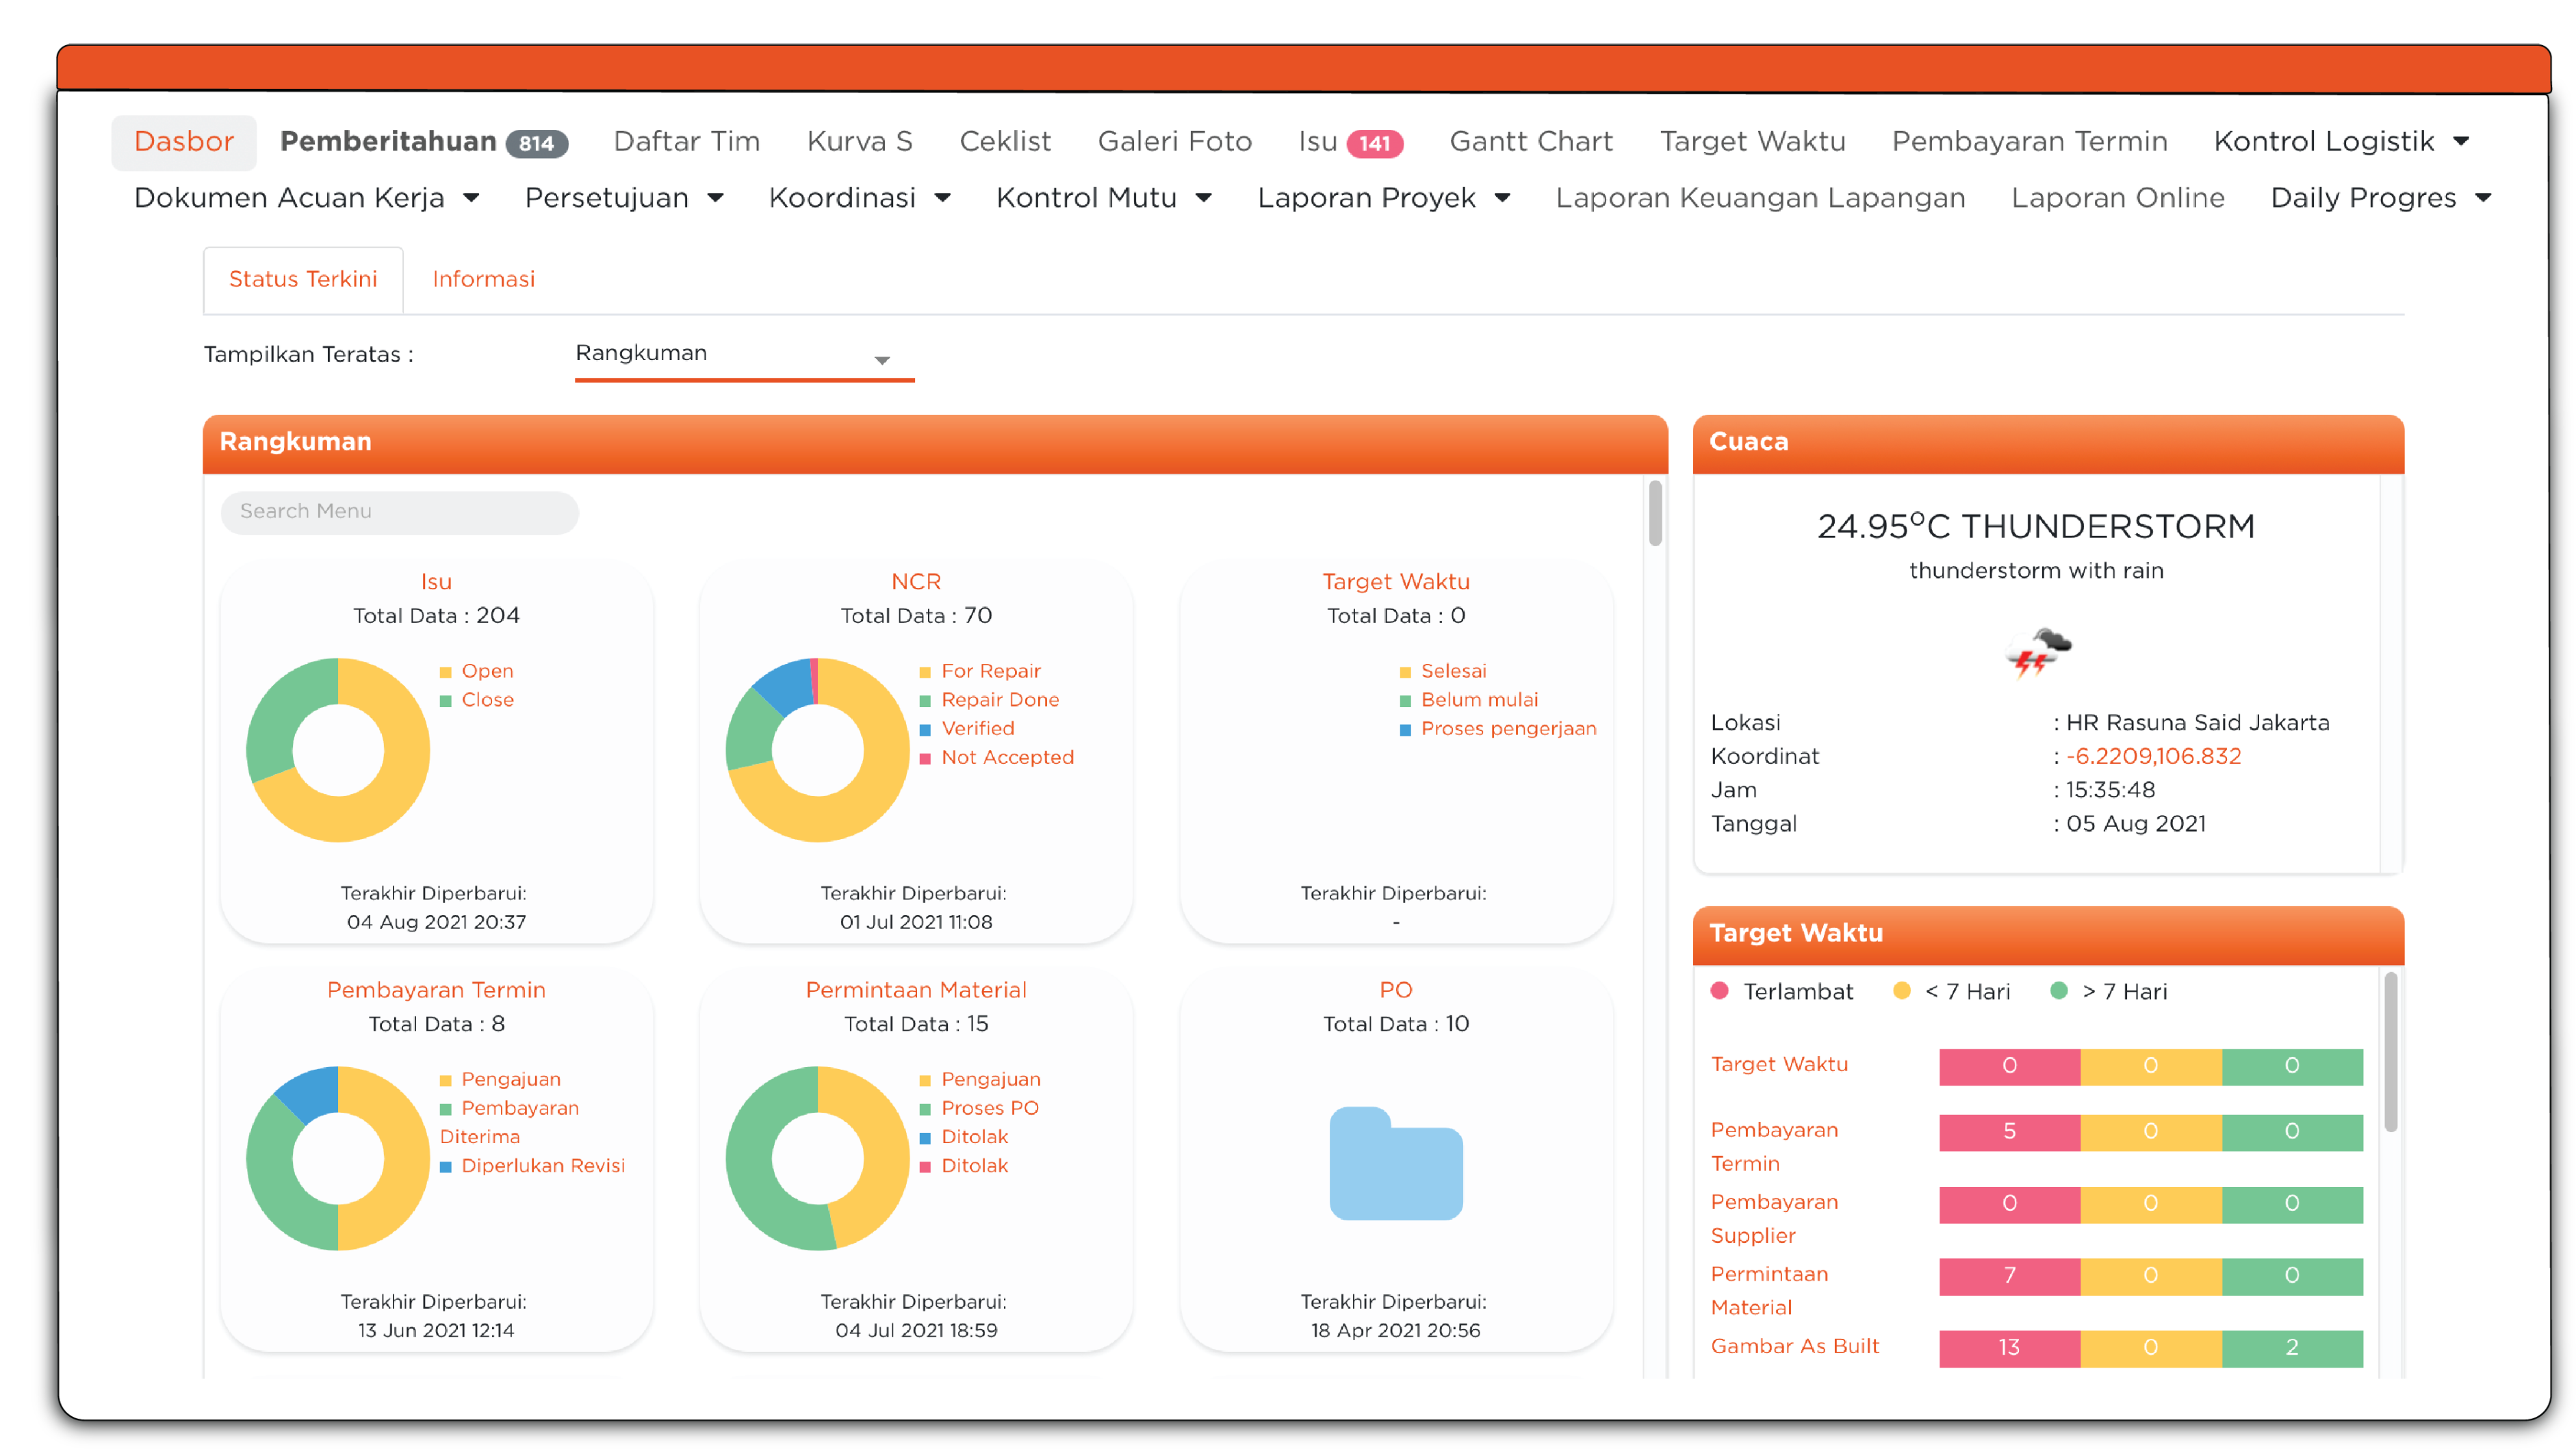 Dasbor Pemberitahuan 814 Daftar Tim Kurva S Ceklist Galeri Foto Isu 141 Gantt Chart Target Waktu Pembayaran Termin Kontrol Logistik
Dokumen Acuan Kerja Persetujuan Koordinasi Kontrol Mutu Laporan Proyek Laporan Keuangan Lapangan Laporan Online Daily Progres
Status Terkini Informasi
Tampilkan Teratas : Rangkuman
Rangkuman
Search Menu
Isu
Total Data : 204
Open
Close
Terakhir Diperbarui:
04 Aug 2021 20:37
NCR
Total Data : 70
For Repair
Repair Done
Verified
Not Accepted
Terakhir Diperbarui:
01 Jul 2021 11:08
Target Waktu
Total Data : 0
Selesai
Belum mulai
Proses pengerjaan
Terakhir Diperbarui:
-
Pembayaran Termin
Total Data : 8
Pengajuan
Pembayaran
Diterima
Diperlukan Revisi
Terakhir Diperbarui:
13 Jun 2021 12:14
Permintaan Material
Total Data : 15
Pengajuan
Proses PO
Ditolak
Ditolak
Terakhir Diperbarui:
04 Jul 2021 18:59
PO
Total Data : 10
Terakhir Diperbarui:
18 Apr 2021 20:56
Cuaca
24.95°C THUNDERSTORM
thunderstorm with rain
Lokasi : HR Rasuna Said Jakarta
Koordinat : -6.2209,106.832
Jam : 15:35:48
Tanggal : 05 Aug 2021
Target Waktu
Terlambat < 7 Hari > 7 Hari
Target Waktu 0 0 0
Pembayaran 5 0 0
Termin
Pembayaran 0 0 0
Supplier
Permintaan 7 0 0
Material
Gambar As Built 13 0 2